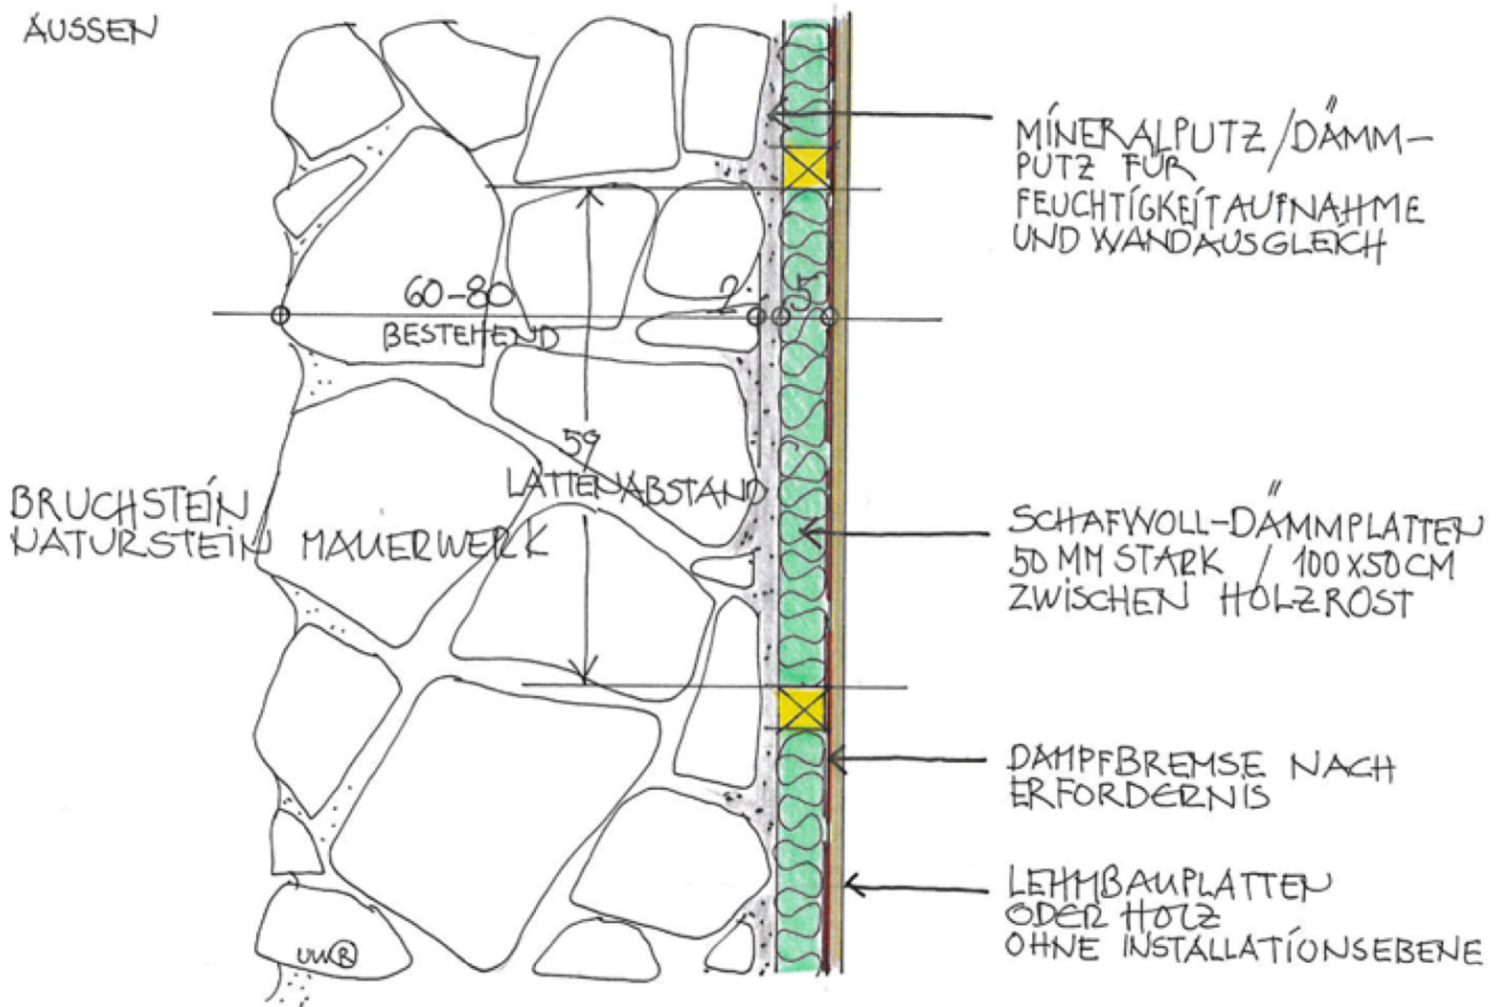 AUSSEN
MINERALPUTZ/DÄMM-
PUTZ FÜR
FEUCHTIGKEITAUFNAHME
UND WANDAUSGLEICH
60-80
2
5
BESTEHEND
59
LATTENABSTAND
BRUCHSTEIN
NATURSTEIN MAUERWERK
SCHAFWOLL-DÄMMPLATTEN
50 MM STARK / 100X50CM
ZWISCHEN HOLZROST
DAMPFBREMSE NACH
ERFORDERNIS
LEHMBAUPLATTEN
ODER HOLZ
OHNE INSTALLATIONSEBENE